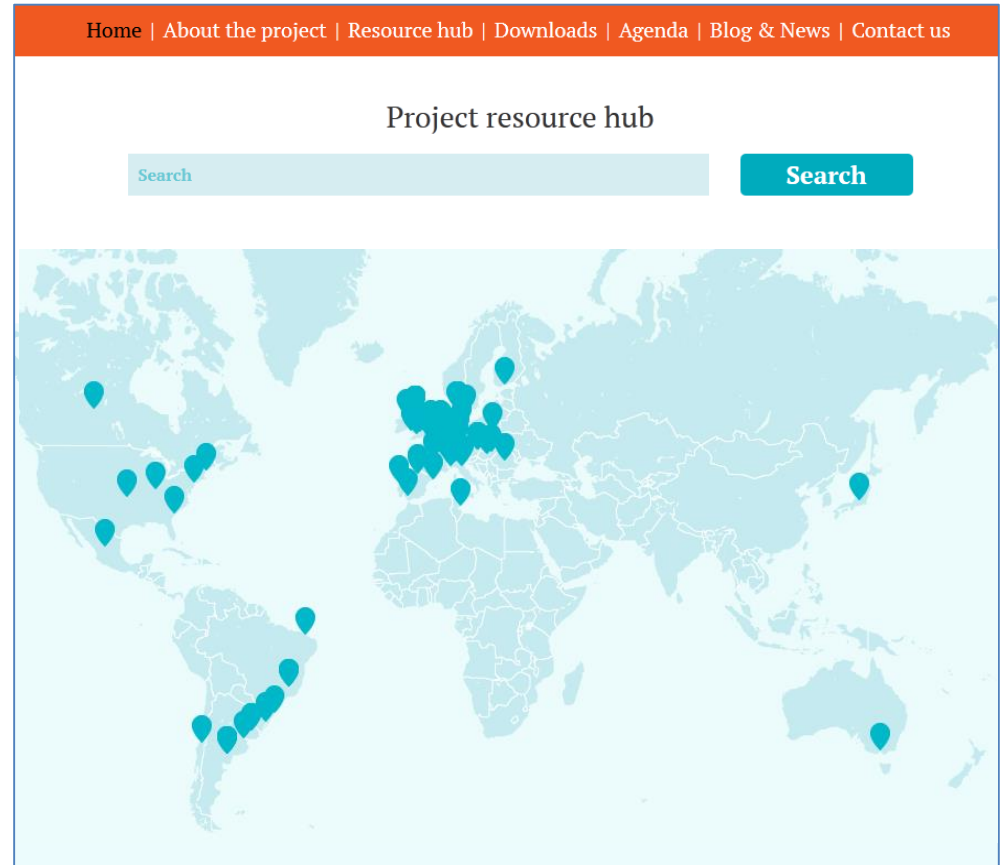 Home | About the project | Resource hub | Downloads | Agenda | Blog & News | Contact us
Project resource hub
Search Search